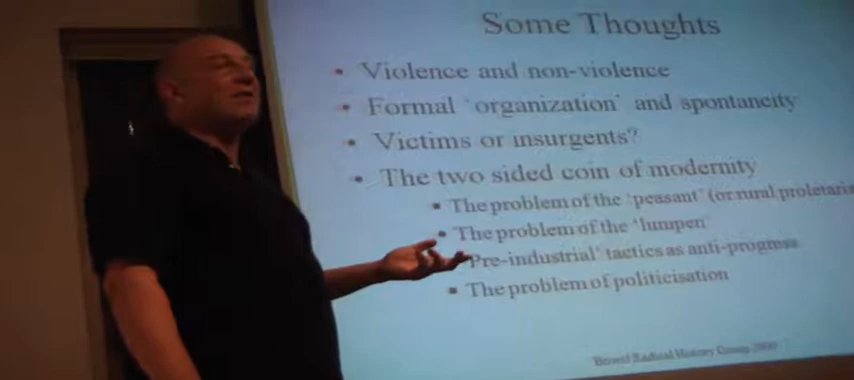 Some Thoughts
• Violence and non-violence
• Formal 'organization' and spontaneity
• Victims or insurgents?
• The two sided coin of modernity
• The problem of the 'peasant' (or rural proletaria
• The problem of the 'lumpen'
Pre-industrial' tactics as anti-progress
• The problem of politicisation
Bristol Radical History Group